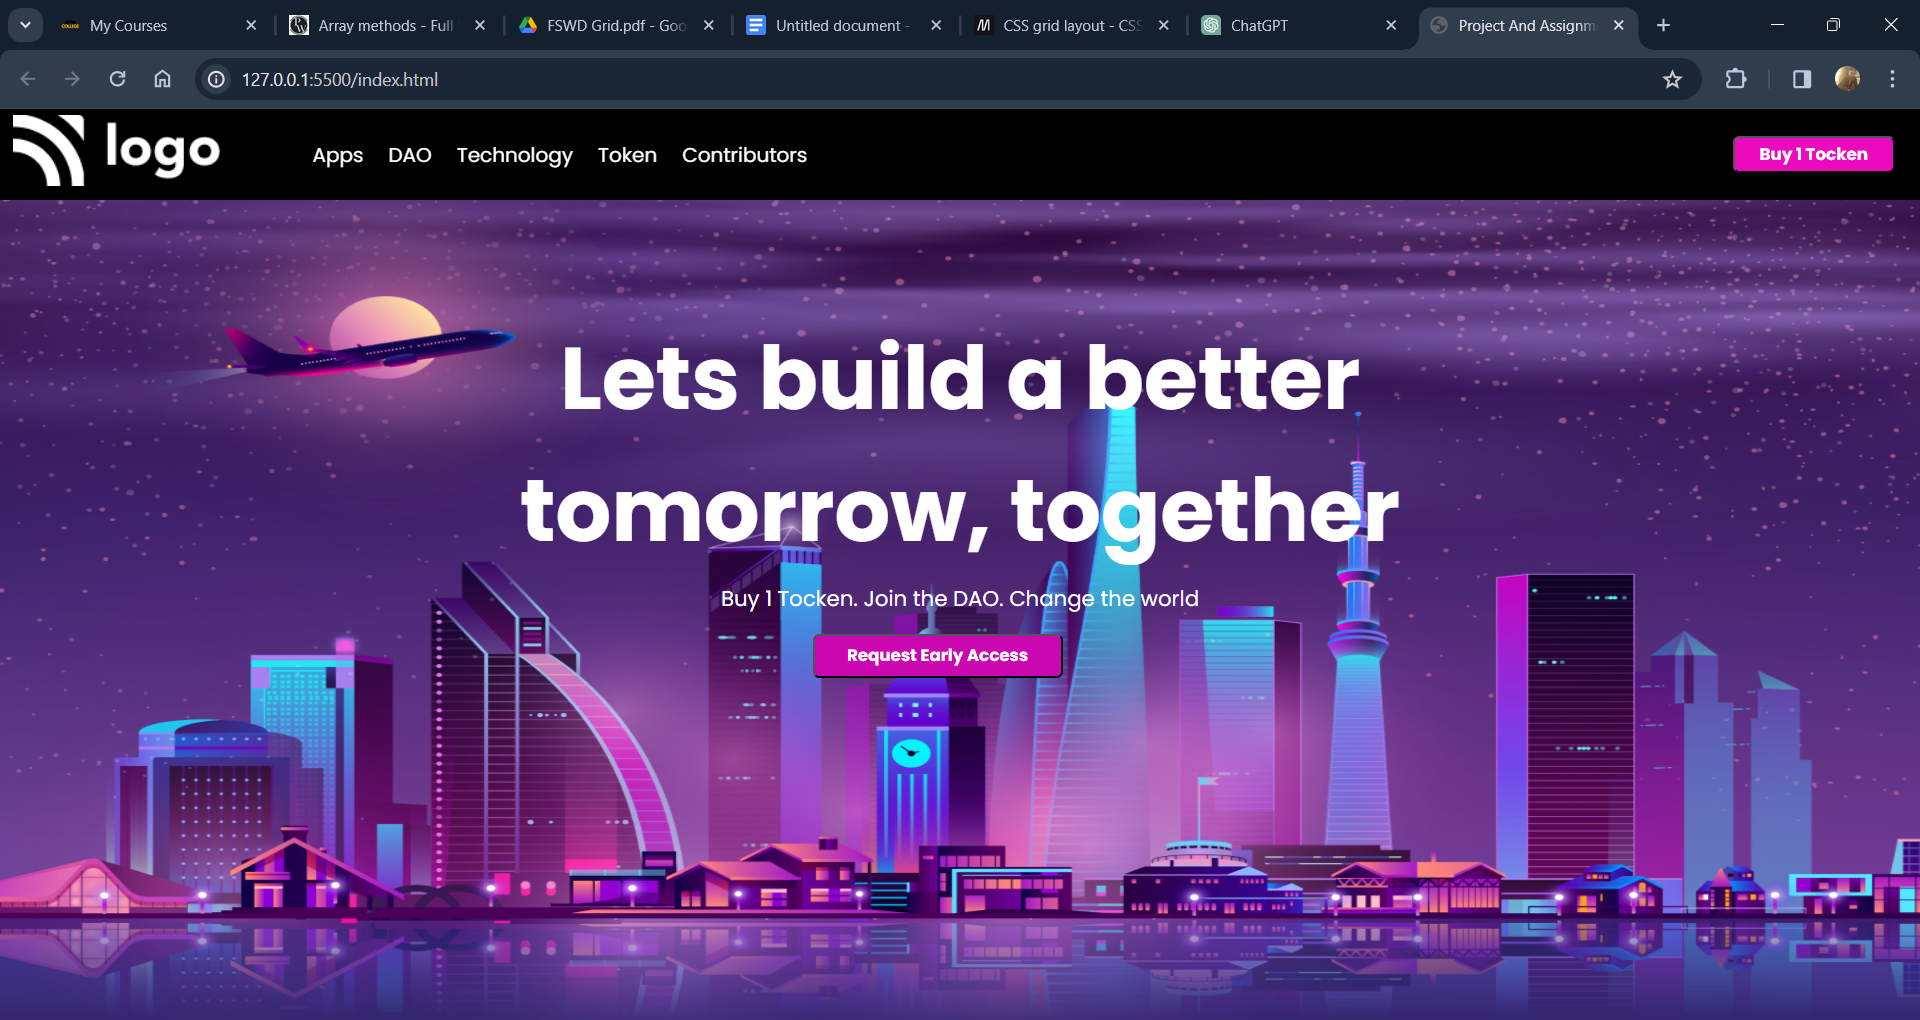 My Courses
Array methods - Full
FSWD Grid.pdf - Goo
Untitled document -
CSS grid layout - CSS
ChatGPT
Project And Assignm
127.0.0.1:5500/index.html
logo
Apps DAO Technology Token Contributors
Buy 1 Tocken
Lets build a better
tomorrow, together
Buy 1 Tocken. Join the DAO. Change the world
Request Early Access